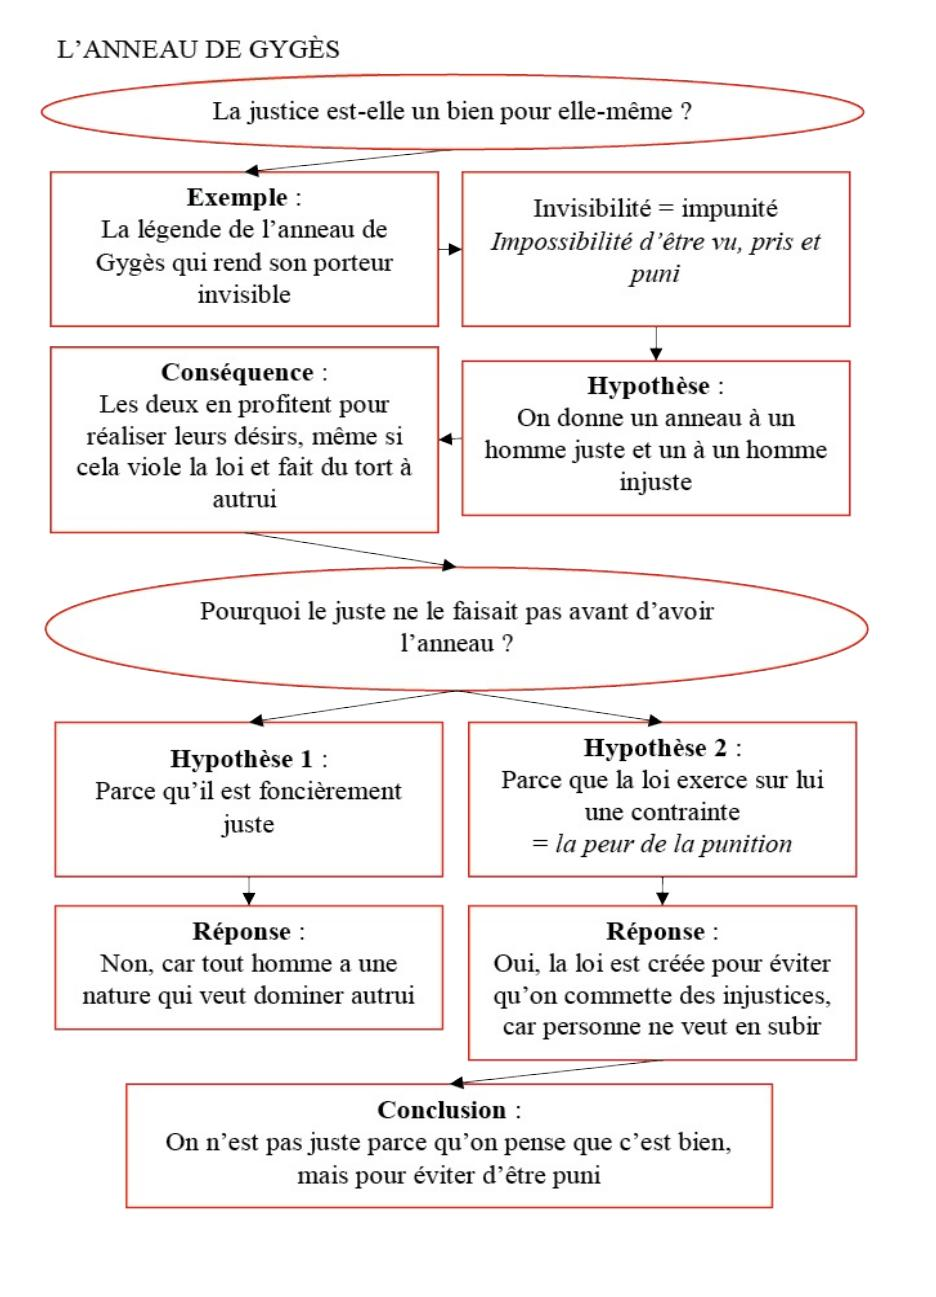 L’ANNEAU DE GYGÈS
La justice est-elle un bien pour elle-même ?
Exemple :
La légende de l’anneau de
Gygès qui rend son porteur
invisible
Invisibilité = impunité
Impossibilité d’être vu, pris et
puni
Hypothèse :
On donne un anneau à un
homme juste et un à un homme
injuste
Conséquence :
Les deux en profitent pour
réaliser leurs désirs, même si
cela viole la loi et fait du tort à
autrui
Pourquoi le juste ne le faisait pas avant d’avoir
l’anneau ?
Hypothèse 1 :
Parce qu’il est foncièrement
juste
Hypothèse 2 :
Parce que la loi exerce sur lui
une contrainte
= la peur de la punition
Réponse :
Non, car tout homme a une
nature qui veut dominer autrui
Réponse :
Oui, la loi est créée pour éviter
qu’on commette des injustices,
car personne ne veut en subir
Conclusion :
On n’est pas juste parce qu’on pense que c’est bien,
mais pour éviter d’être puni